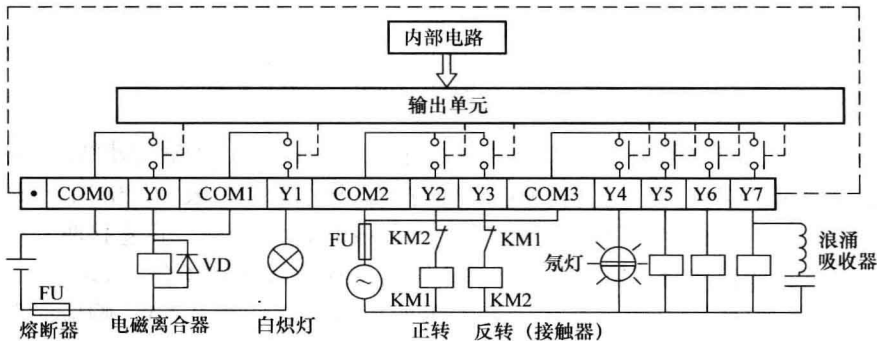 内部电路
输出单元
• COM0 Y0 COM1 Y1 COM2 Y2 Y3 COM3 Y4 Y5 Y6 Y7
FU KM2 KM1 浪涌
VD 氖灯 吸收器
FU KM1 KM2
熔断器 电磁离合器 白炽灯 正转 反转（接触器）